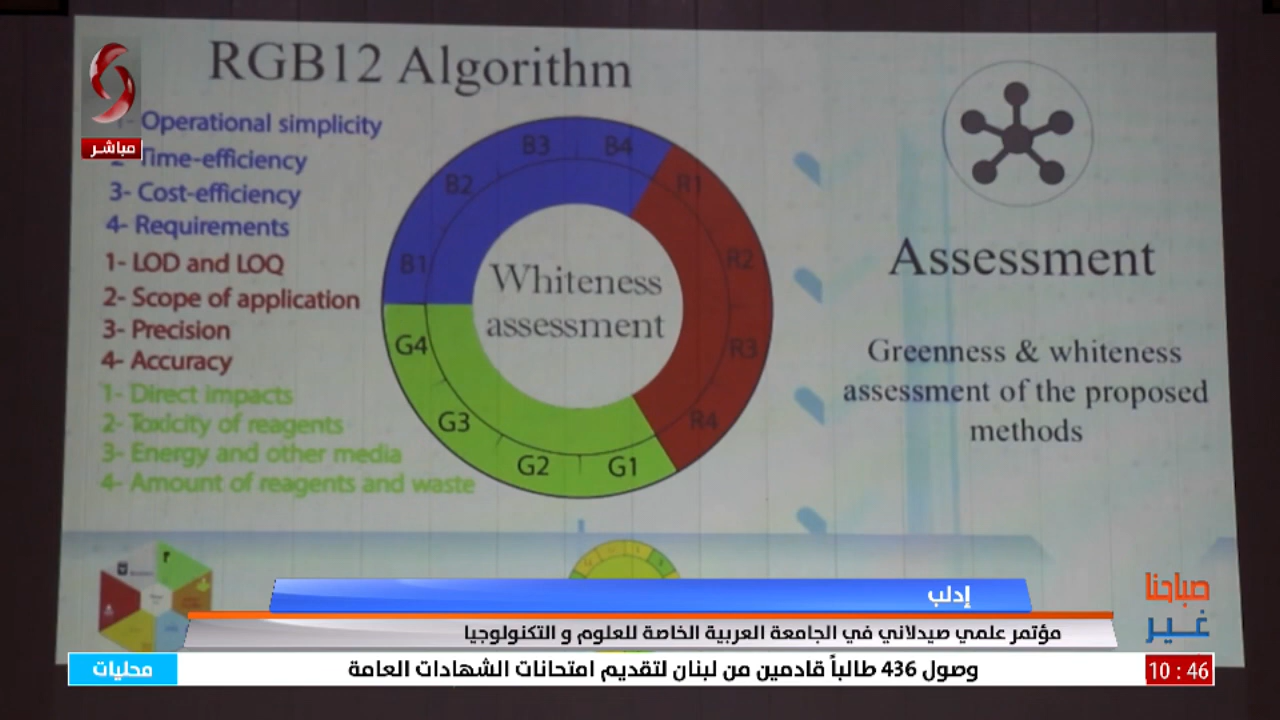 RGB12 Algorithm
مباشر
1- Operational simplicity
2- Time-efficiency
3- Cost-efficiency
4- Requirements
1- LOD and LOQ
2- Scope of application
3- Precision
4- Accuracy
1- Direct impacts
2- Toxicity of reagents
3- Energy and other media
4- Amount of reagents and waste
B1
B2
B3
B4
R1
R2
R3
R4
G1
G2
G3
G4
Whiteness
assessment
Assessment
Greenness & whiteness
assessment of the proposed
methods
إدلب
مؤتمر علمي صيدلاني في الجامعة العربية الخاصة للعلوم و التكنولوجيا
صباحنا
غير
محليات
وصول 436 طالباً قادمين من لبنان لتقديم امتحانات الشهادات العامة
10 : 46